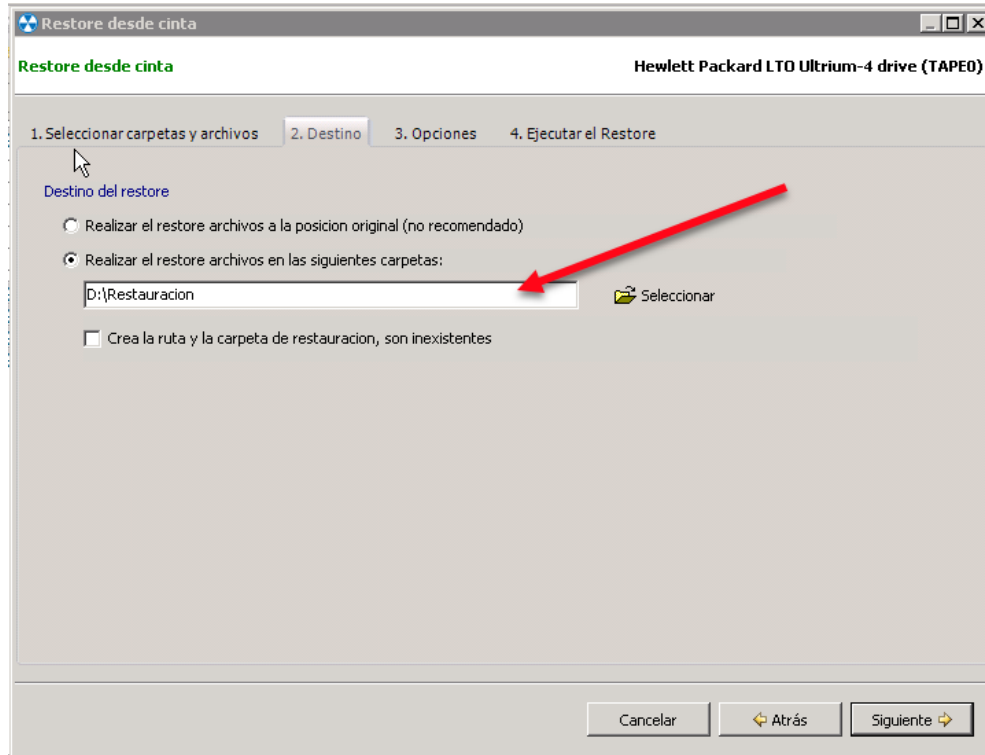 Restore desde cinta
Restore desde cinta
Hewlett Packard LTO Ultrium-4 drive (TAPE0)
1. Seleccionar carpetas y archivos
2. Destino
3. Opciones
4. Ejecutar el Restore
Destino del restore
Realizar el restore archivos a la posicion original (no recomendado)
Realizar el restore archivos en las siguientes carpetas:
D:\Restauracion
Seleccionar
Crea la ruta y la carpeta de restauracion, son inexistentes
Cancelar
Atrás
Siguiente